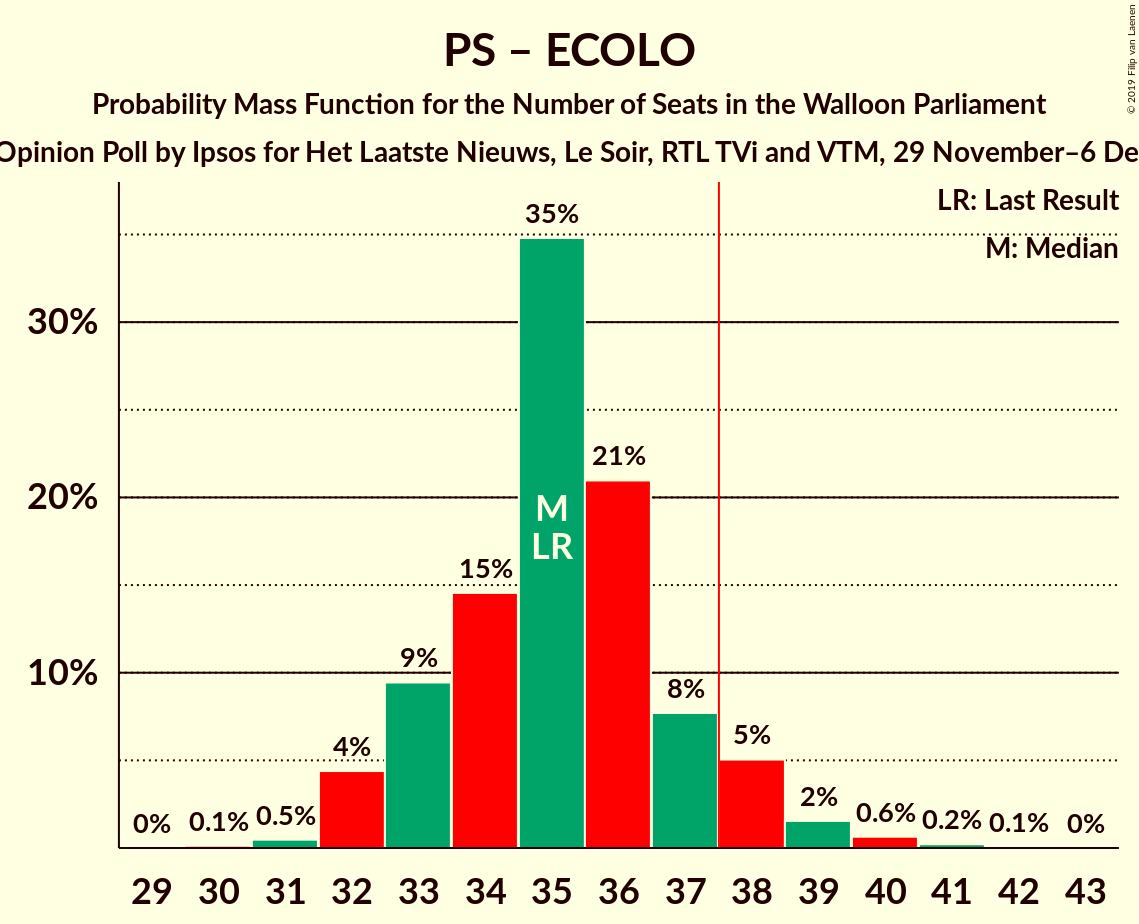 PS – ECOLO
Probability Mass Function for the Number of Seats in the Walloon Parliament
Opinion Poll by Ipsos for Het Laatste Nieuws, Le Soir, RTL TVi and VTM, 29 November–6 De
© 2019 Filip van Laenen
LR: Last Result
M: Median
35%
30%
21%
20%
M
LR
15%
10%
9%
8%
5%
4%
2%
0% 0.1% 0.5% 0.6% 0.2% 0.1% 0%
29 30 31 32 33 34 35 36 37 38 39 40 41 42 43